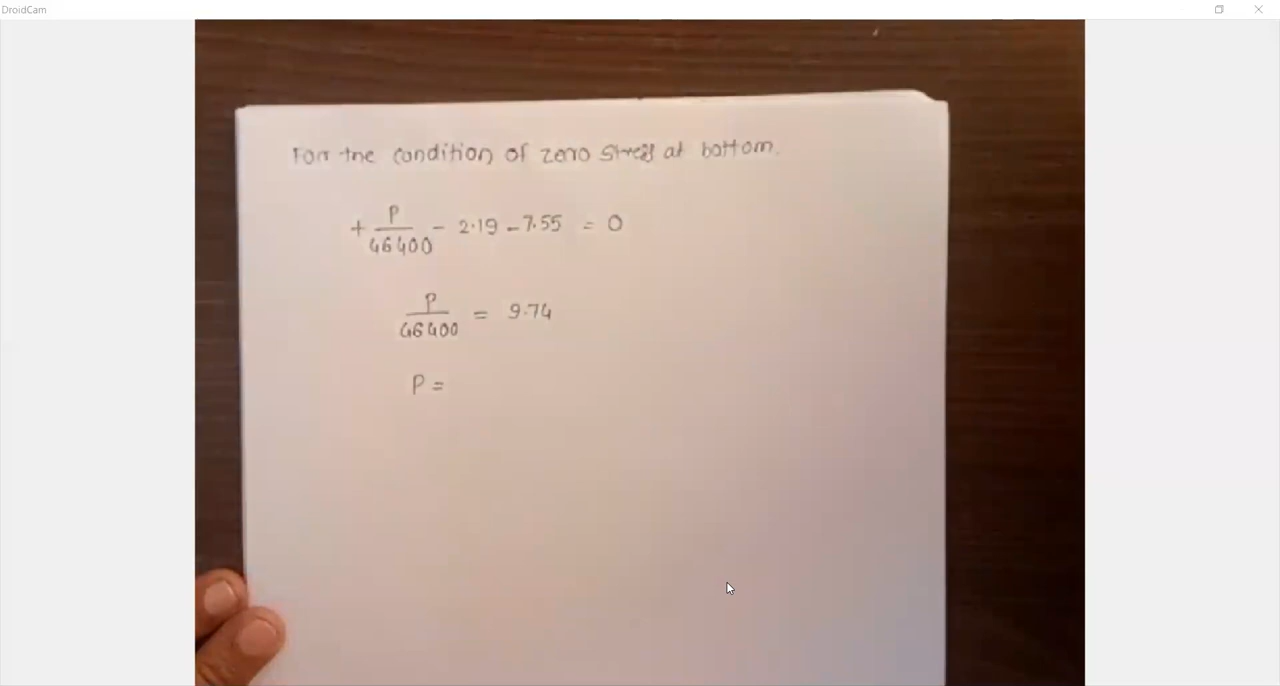 DroidCam
For the condition of zero stress at bottom.
+ P/46400 - 2.19 - 7.55 = 0
P/46400 = 9.74
P =